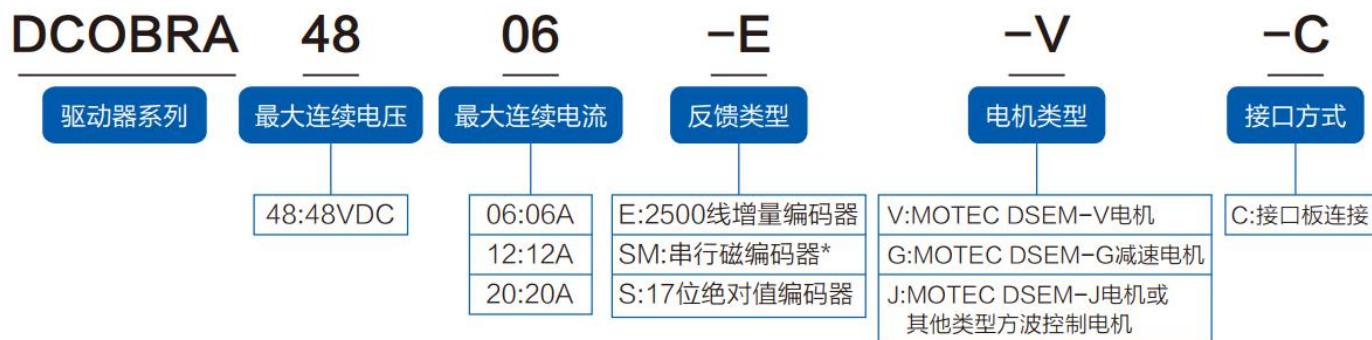 DCOBRA 48 06 -E -V -C
驱动器系列 最大连续电压 最大连续电流 反馈类型 电机类型 接口方式
48:48VDC 06:06A E:2500线增量编码器 V:MOTEC DSEM-V电机 C:接口板连接
12:12A SM:串行磁编码器* G:MOTEC DSEM-G减速电机
20:20A S:17位绝对值编码器 J:MOTEC DSEM-J电机或
其他类型方波控制电机